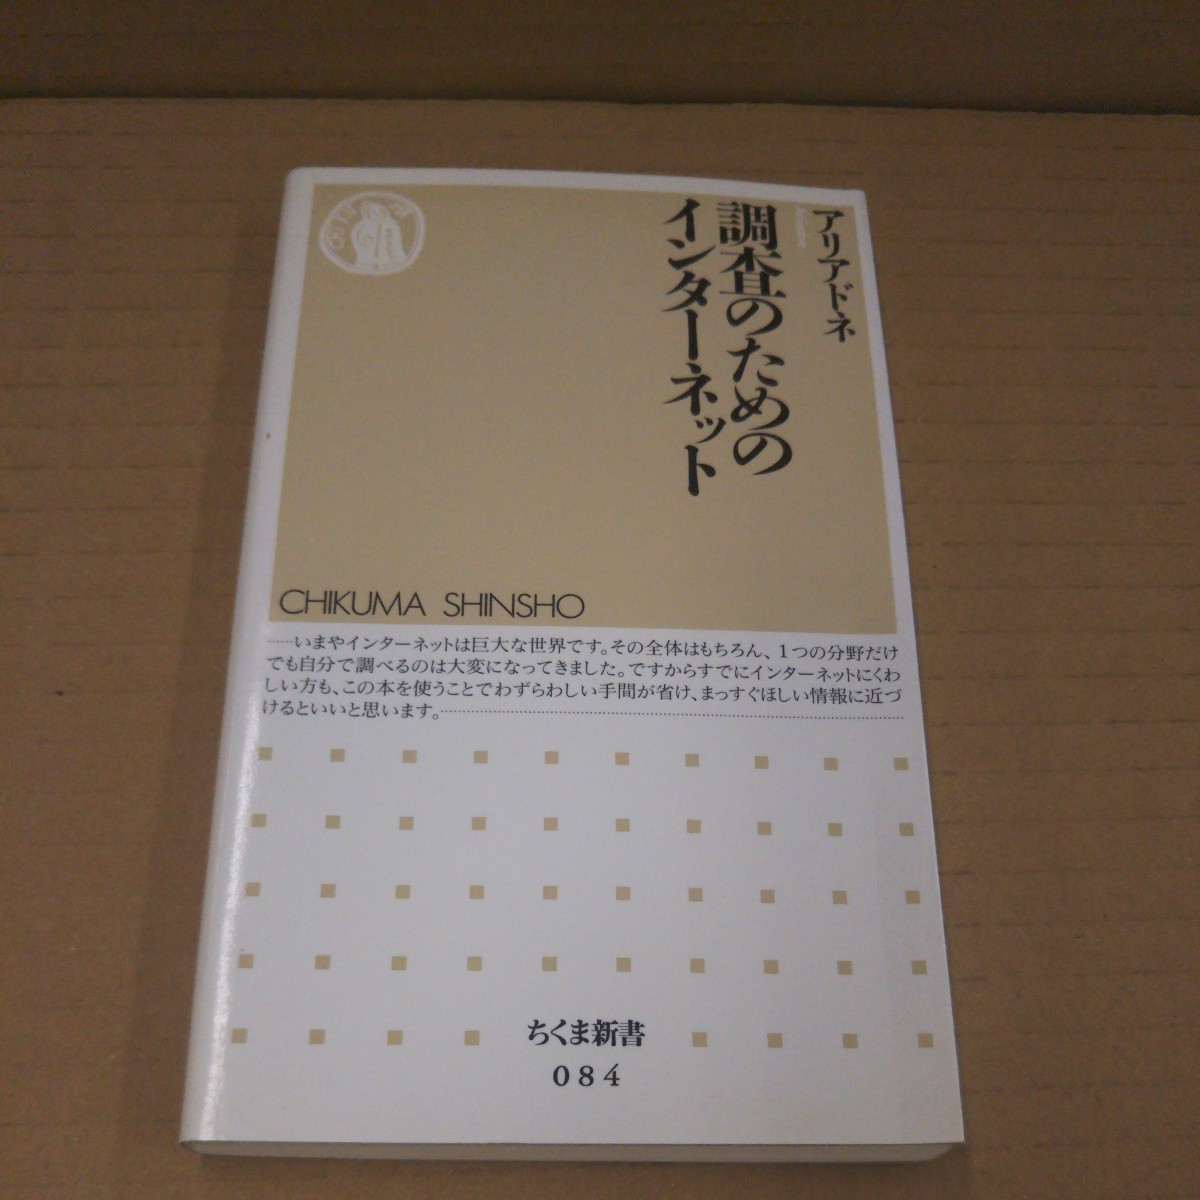 アリアドネ
Ariadne
調査のための
インターネット
CHIKUMA SHINSHO
……いまやインターネットは巨大な世界です。その全体はもちろん、1つの分野だけ
でも自分で調べるのは大変になってきました。ですからすでにインターネットにくわ
しい方も、この本を使うことでわずらわしい手間が省け、まっすぐほしい情報に近づ
けるといいと思います。
ちくま新書
084